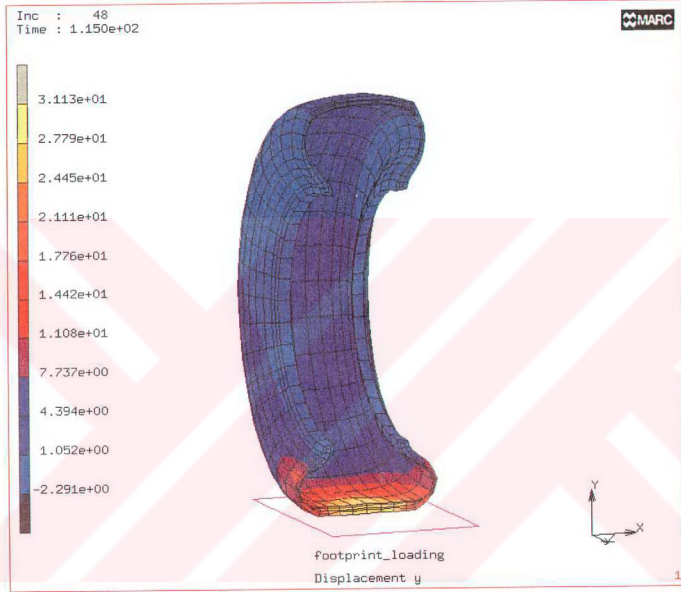 Inc : 48
Time : 1.150e+02
MARC
3.113e+01
2.779e+01
2.445e+01
2.111e+01
1.776e+01
1.442e+01
1.108e+01
7.737e+00
4.394e+00
1.052e+00
-2.291e+00
Y
X
footprint_loading
Displacement y
1